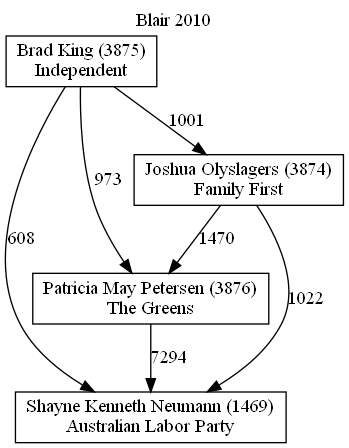 Blair 2010
Brad King (3875)
Independent
1001
Joshua Olyslagers (3874)
Family First
973
608
1470
1022
Patricia May Petersen (3876)
The Greens
7294
Shayne Kenneth Neumann (1469)
Australian Labor Party